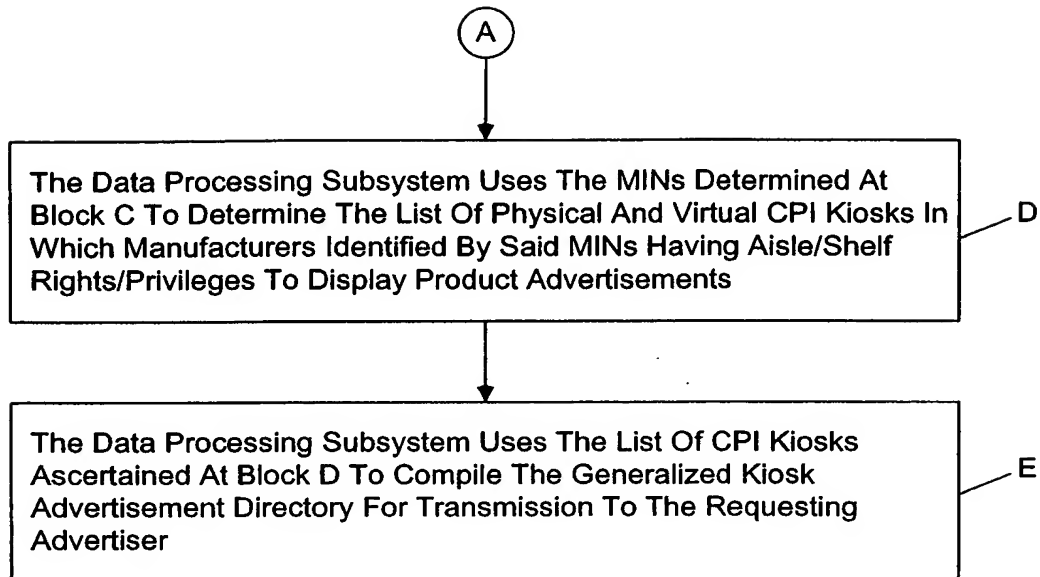 A
The Data Processing Subsystem Uses The MINs Determined At
Block C To Determine The List Of Physical And Virtual CPI Kiosks In
Which Manufacturers Identified By Said MINs Having Aisle/Shelf
Rights/Privileges To Display Product Advertisements
D
The Data Processing Subsystem Uses The List Of CPI Kiosks
Ascertained At Block D To Compile The Generalized Kiosk
Advertisement Directory For Transmission To The Requesting
Advertiser
E